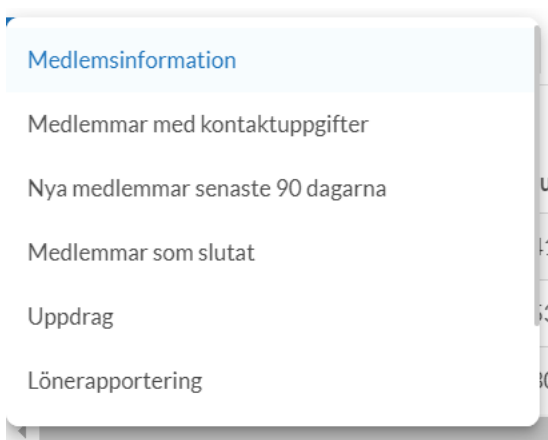 Medlemsinformation
Medlemmar med kontaktuppgifter
Nya medlemmar senaste 90 dagarna
Medlemmar som slutat
Uppdrag
Lönerapportering